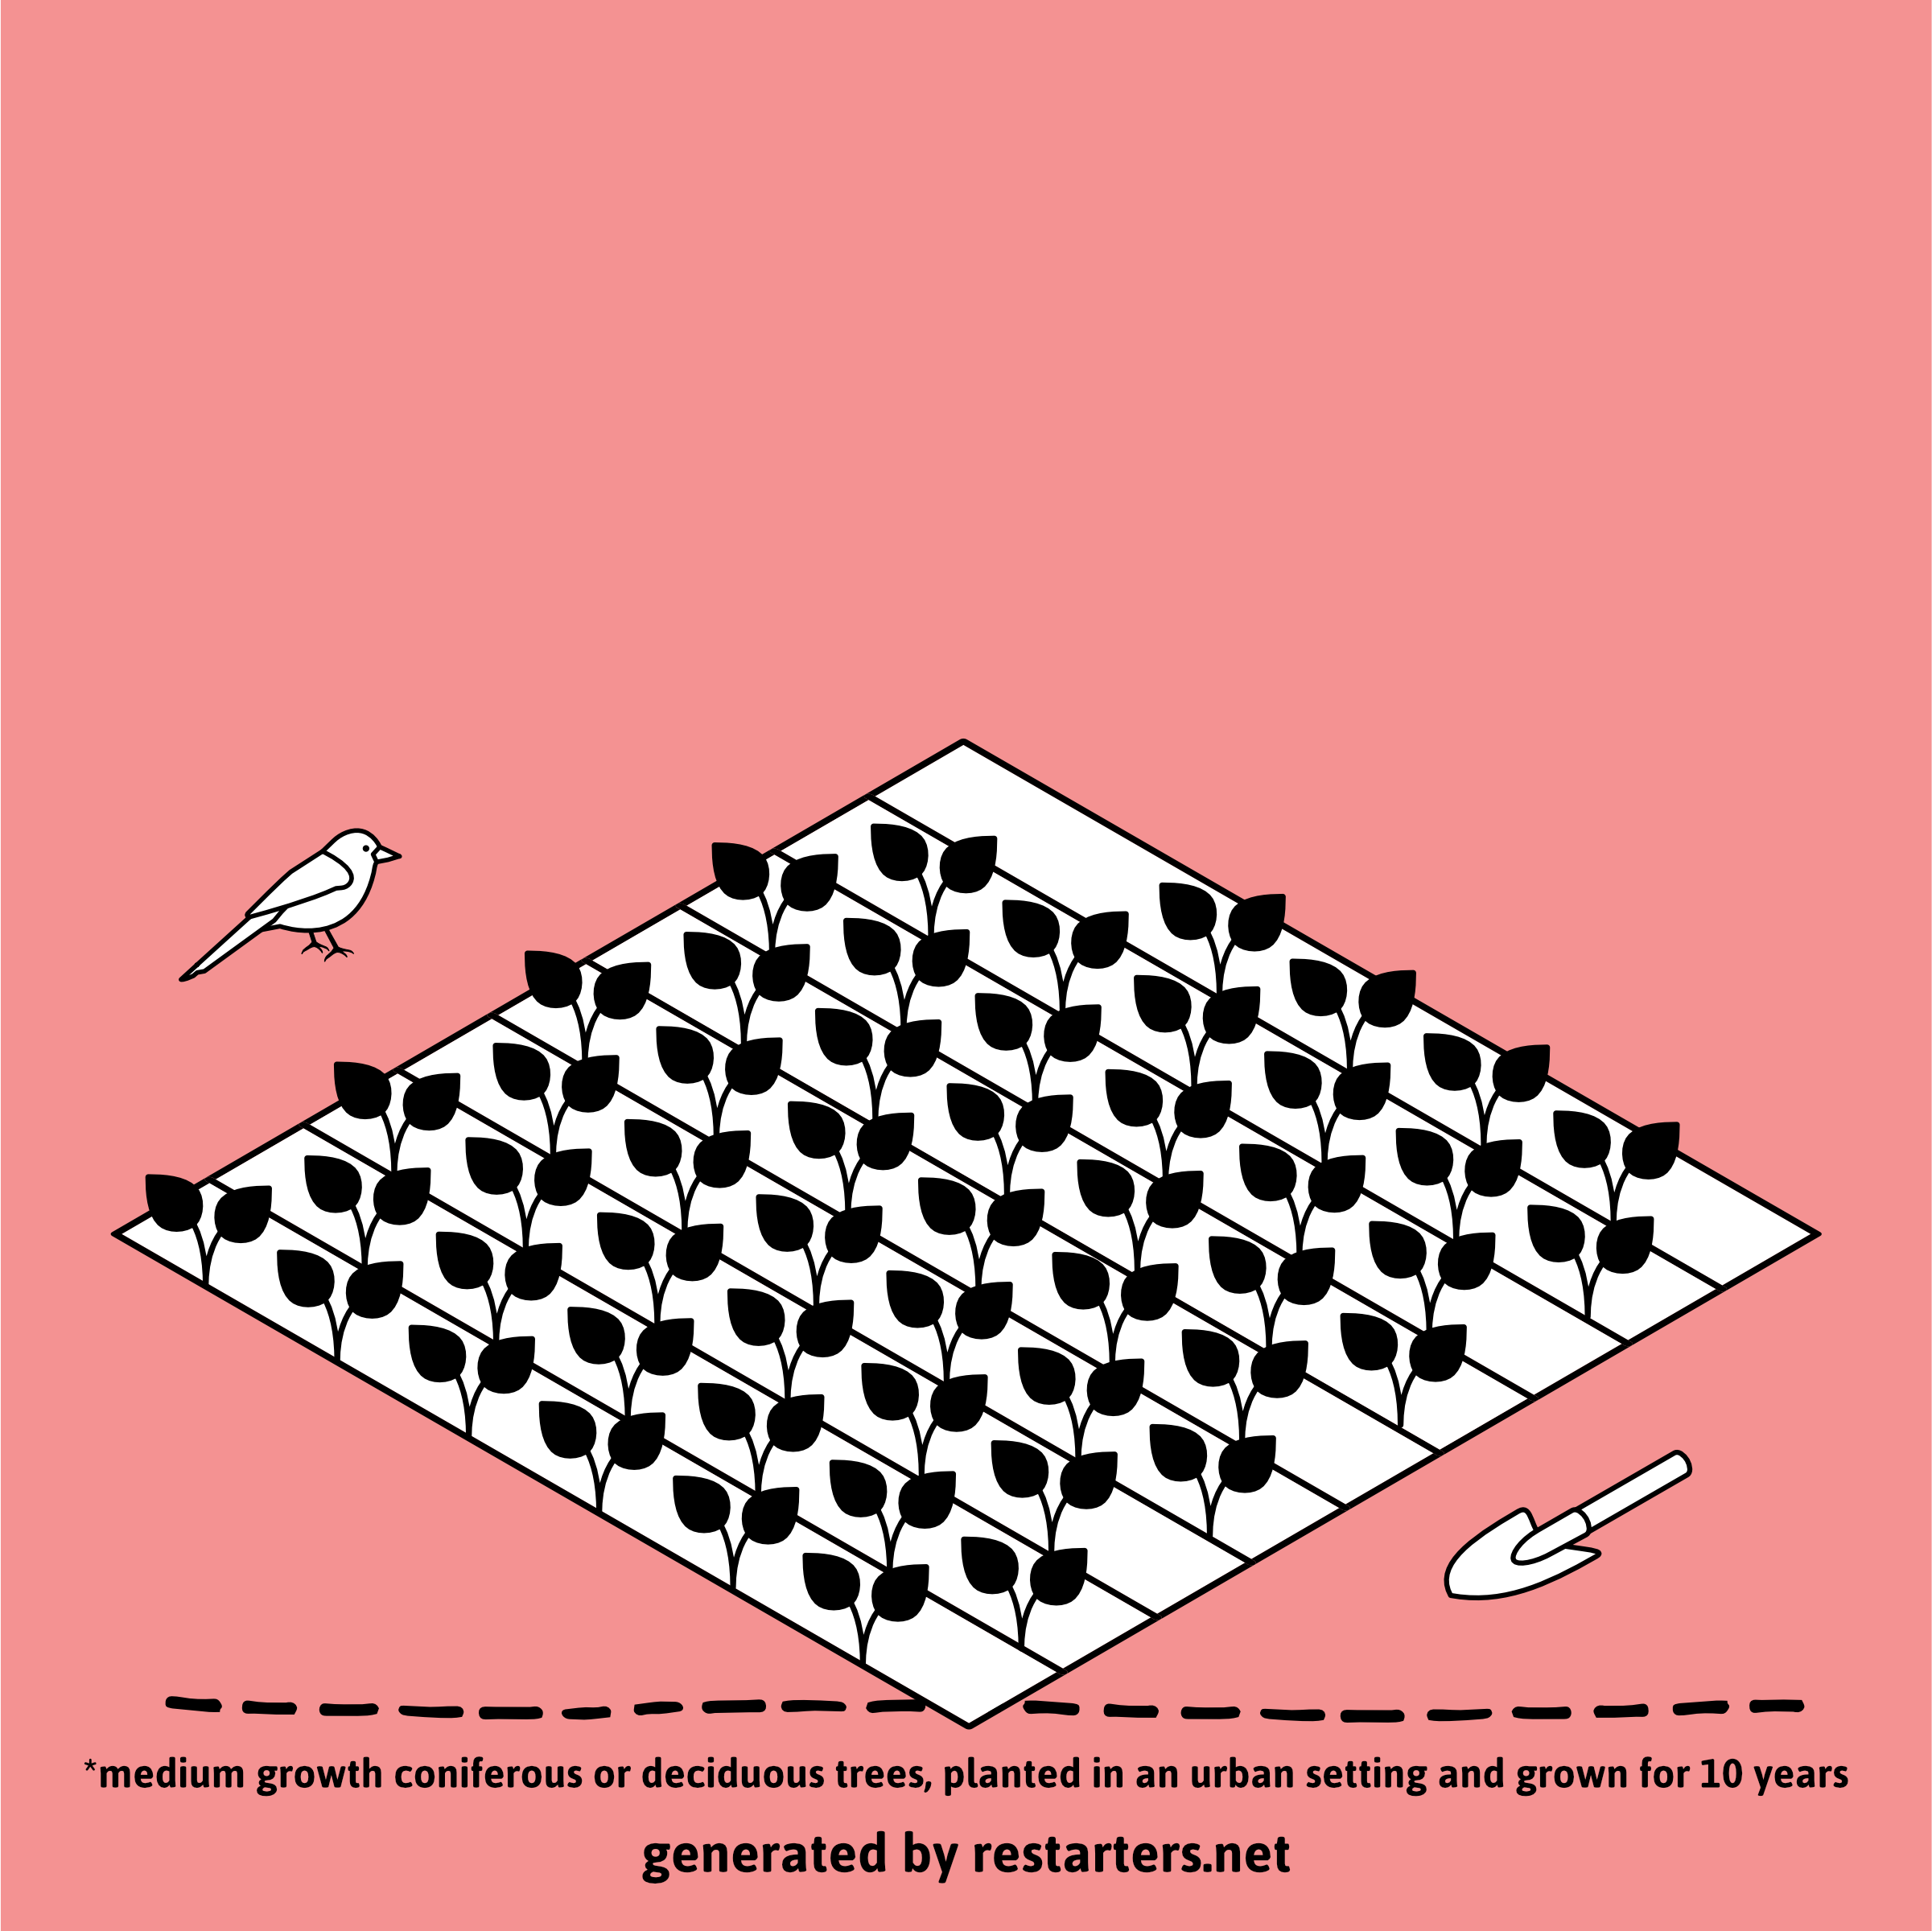 *medium growth coniferous or deciduous trees, planted in an urban setting and grown for 10 years
generated by restarters.net